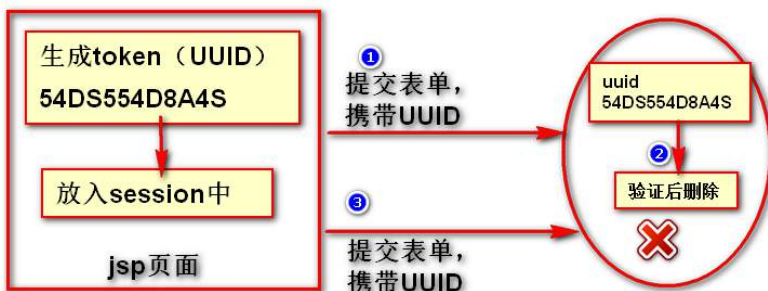 生成token（UUID）
54DS554D8A4S
放入session中
jsp页面
1
提交表单，
携带UUID
3
提交表单，
携带UUID
uuid
54DS554D8A4S
2
验证后删除